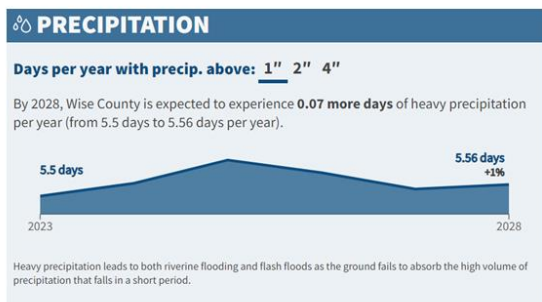 PRECIPITATION
Days per year with precip. above: 1" 2" 4"
By 2028, Wise County is expected to experience 0.07 more days of heavy precipitation
per year (from 5.5 days to 5.56 days per year).
5.5 days
5.56 days
+1%
2023
2028
Heavy precipitation leads to both riverine flooding and flash floods as the ground fails to absorb the high volume of
precipitation that falls in a short period.